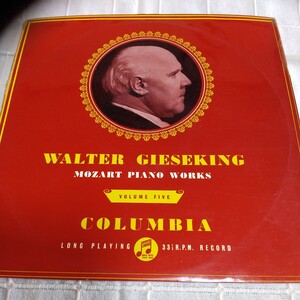 WALTER GIESEKING
MOZART PIANO WORKS
VOLUME FIVE
COLUMBIA
LONG PLAYING 33⅓ R.P.M. RECORD